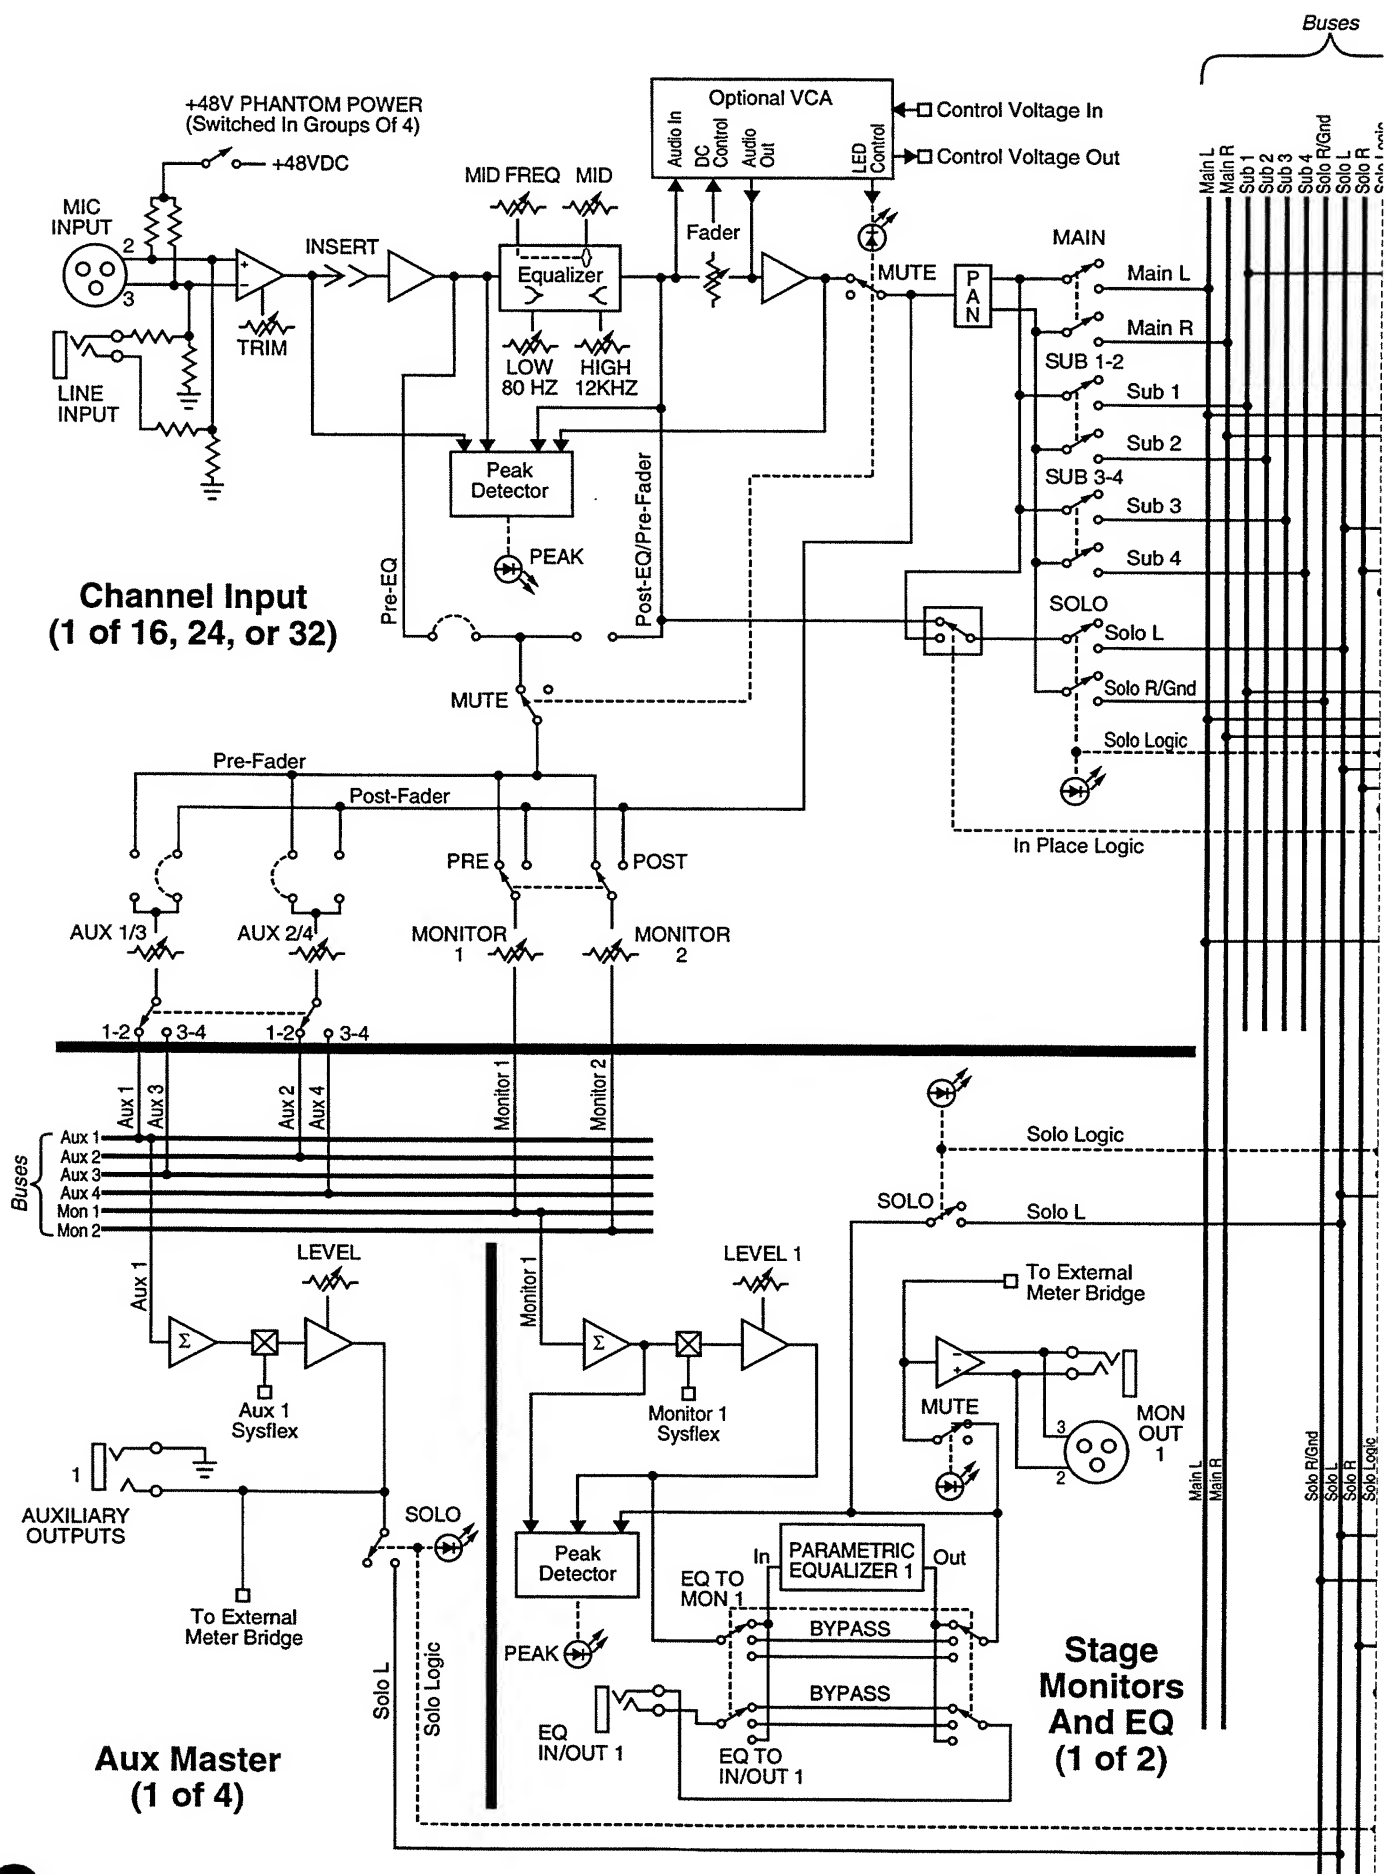 Buses
+48V PHANTOM POWER
(Switched In Groups Of 4)
+48VDC
Optional VCA
Audio In
DC
Control
Audio
Out
LED
Control
Control Voltage In
Control Voltage Out
Main L
Main R
Sub 1
Sub 2
Sub 3
Sub 4
Solo R/Gnd
Solo L
Solo R
Solo Logic
MIC
INPUT
2
3
INSERT
MID FREQ
MID
Fader
MUTE
MAIN
PAN
Main L
Main R
+
−
TRIM
Equalizer
LOW
80 HZ
HIGH
12KHZ
LINE
INPUT
SUB 1-2
Sub 1
Sub 2
SUB 3-4
Sub 3
Sub 4
Peak
Detector
PEAK
Pre-EQ
Post-EQ/Pre-Fader
Channel Input
(1 of 16, 24, or 32)
SOLO
Solo L
Solo R/Gnd
Solo Logic
In Place Logic
MUTE
Pre-Fader
Post-Fader
PRE
POST
AUX 1/3
AUX 2/4
MONITOR
1
MONITOR
2
1-2
3-4
1-2
3-4
Aux 1
Aux 3
Aux 2
Aux 4
Monitor 1
Monitor 2
Buses
Aux 1
Aux 2
Aux 3
Aux 4
Mon 1
Mon 2
Solo Logic
SOLO
Solo L
LEVEL
Aux 1
Σ
Aux 1
Sysflex
1
AUXILIARY
OUTPUTS
To External
Meter Bridge
SOLO
Solo L
Solo Logic
Aux Master
(1 of 4)
Monitor 1
LEVEL 1
Σ
Monitor 1
Sysflex
To External
Meter Bridge
−
+
MUTE
3
2
MON
OUT
1
Main L
Main R
Solo R/Gnd
Solo L
Solo R
Solo Logic
Peak
Detector
PEAK
In
PARAMETRIC
EQUALIZER 1
Out
EQ TO
MON 1
BYPASS
BYPASS
EQ
IN/OUT 1
EQ TO
IN/OUT 1
Stage
Monitors
And EQ
(1 of 2)